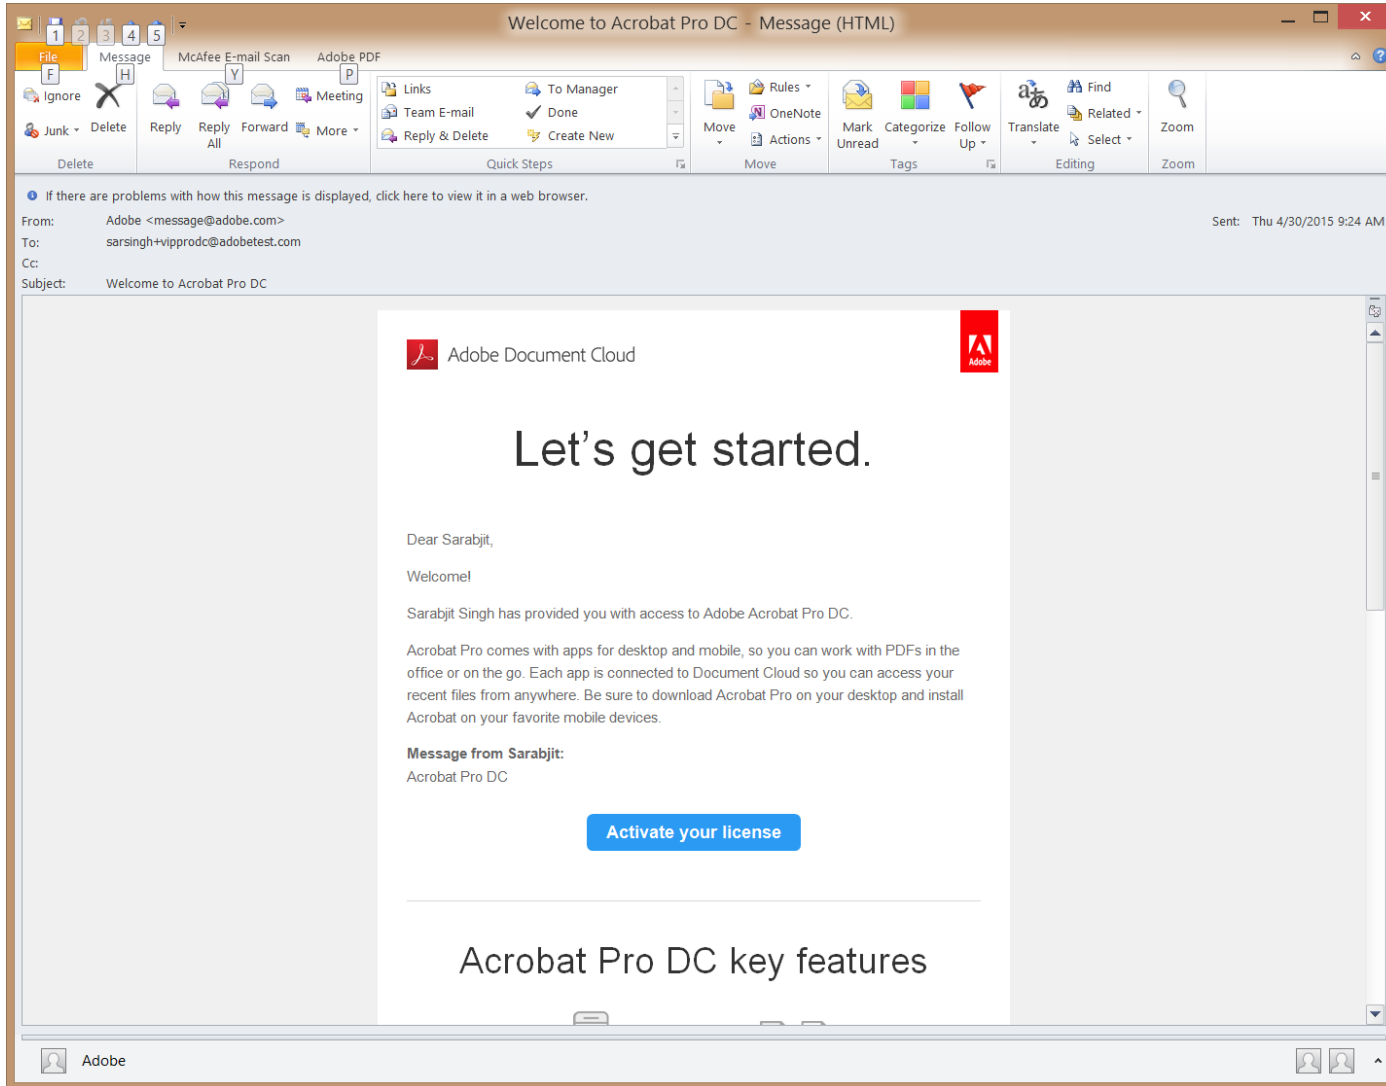 Welcome to Acrobat Pro DC - Message (HTML)
1 2 3 4 5
File Message McAfee E-mail Scan Adobe PDF
F H Y P
Ignore
Junk
Delete
Delete
Reply
Reply All
Forward
Meeting
More
Respond
Links
Team E-mail
Reply & Delete
To Manager
Done
Create New
Quick Steps
Move
Rules
OneNote
Actions
Move
Mark Unread
Categorize
Follow Up
Tags
Translate
Find
Related
Select
Editing
Zoom
Zoom
If there are problems with how this message is displayed, click here to view it in a web browser.
From: Adobe <message@adobe.com>
Sent: Thu 4/30/2015 9:24 AM
To: sarsingh+vipprodc@adobetest.com
Cc:
Subject: Welcome to Acrobat Pro DC
Adobe Document Cloud
Adobe
Let's get started.
Dear Sarabjit,
Welcome!
Sarabjit Singh has provided you with access to Adobe Acrobat Pro DC.
Acrobat Pro comes with apps for desktop and mobile, so you can work with PDFs in the
office or on the go. Each app is connected to Document Cloud so you can access your
recent files from anywhere. Be sure to download Acrobat Pro on your desktop and install
Acrobat on your favorite mobile devices.
Message from Sarabjit:
Acrobat Pro DC
Activate your license
Acrobat Pro DC key features
Adobe